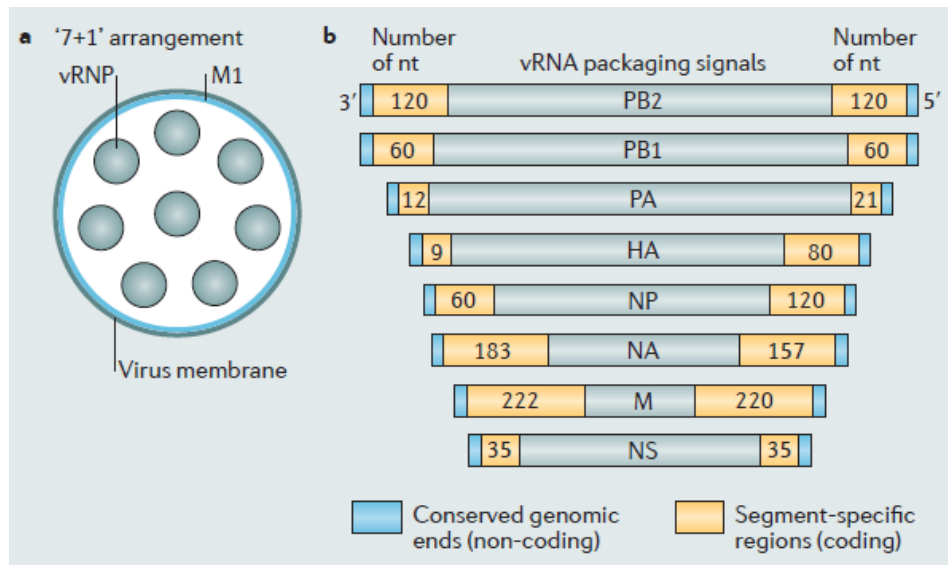 a '7+1' arrangement
vRNP
M1
Virus membrane
b Number of nt
vRNA packaging signals
Number of nt
3′ 120 PB2 120 5′
60 PB1 60
12 PA 21
9 HA 80
60 NP 120
183 NA 157
222 M 220
35 NS 35
Conserved genomic
ends (non-coding)
Segment-specific
regions (coding)